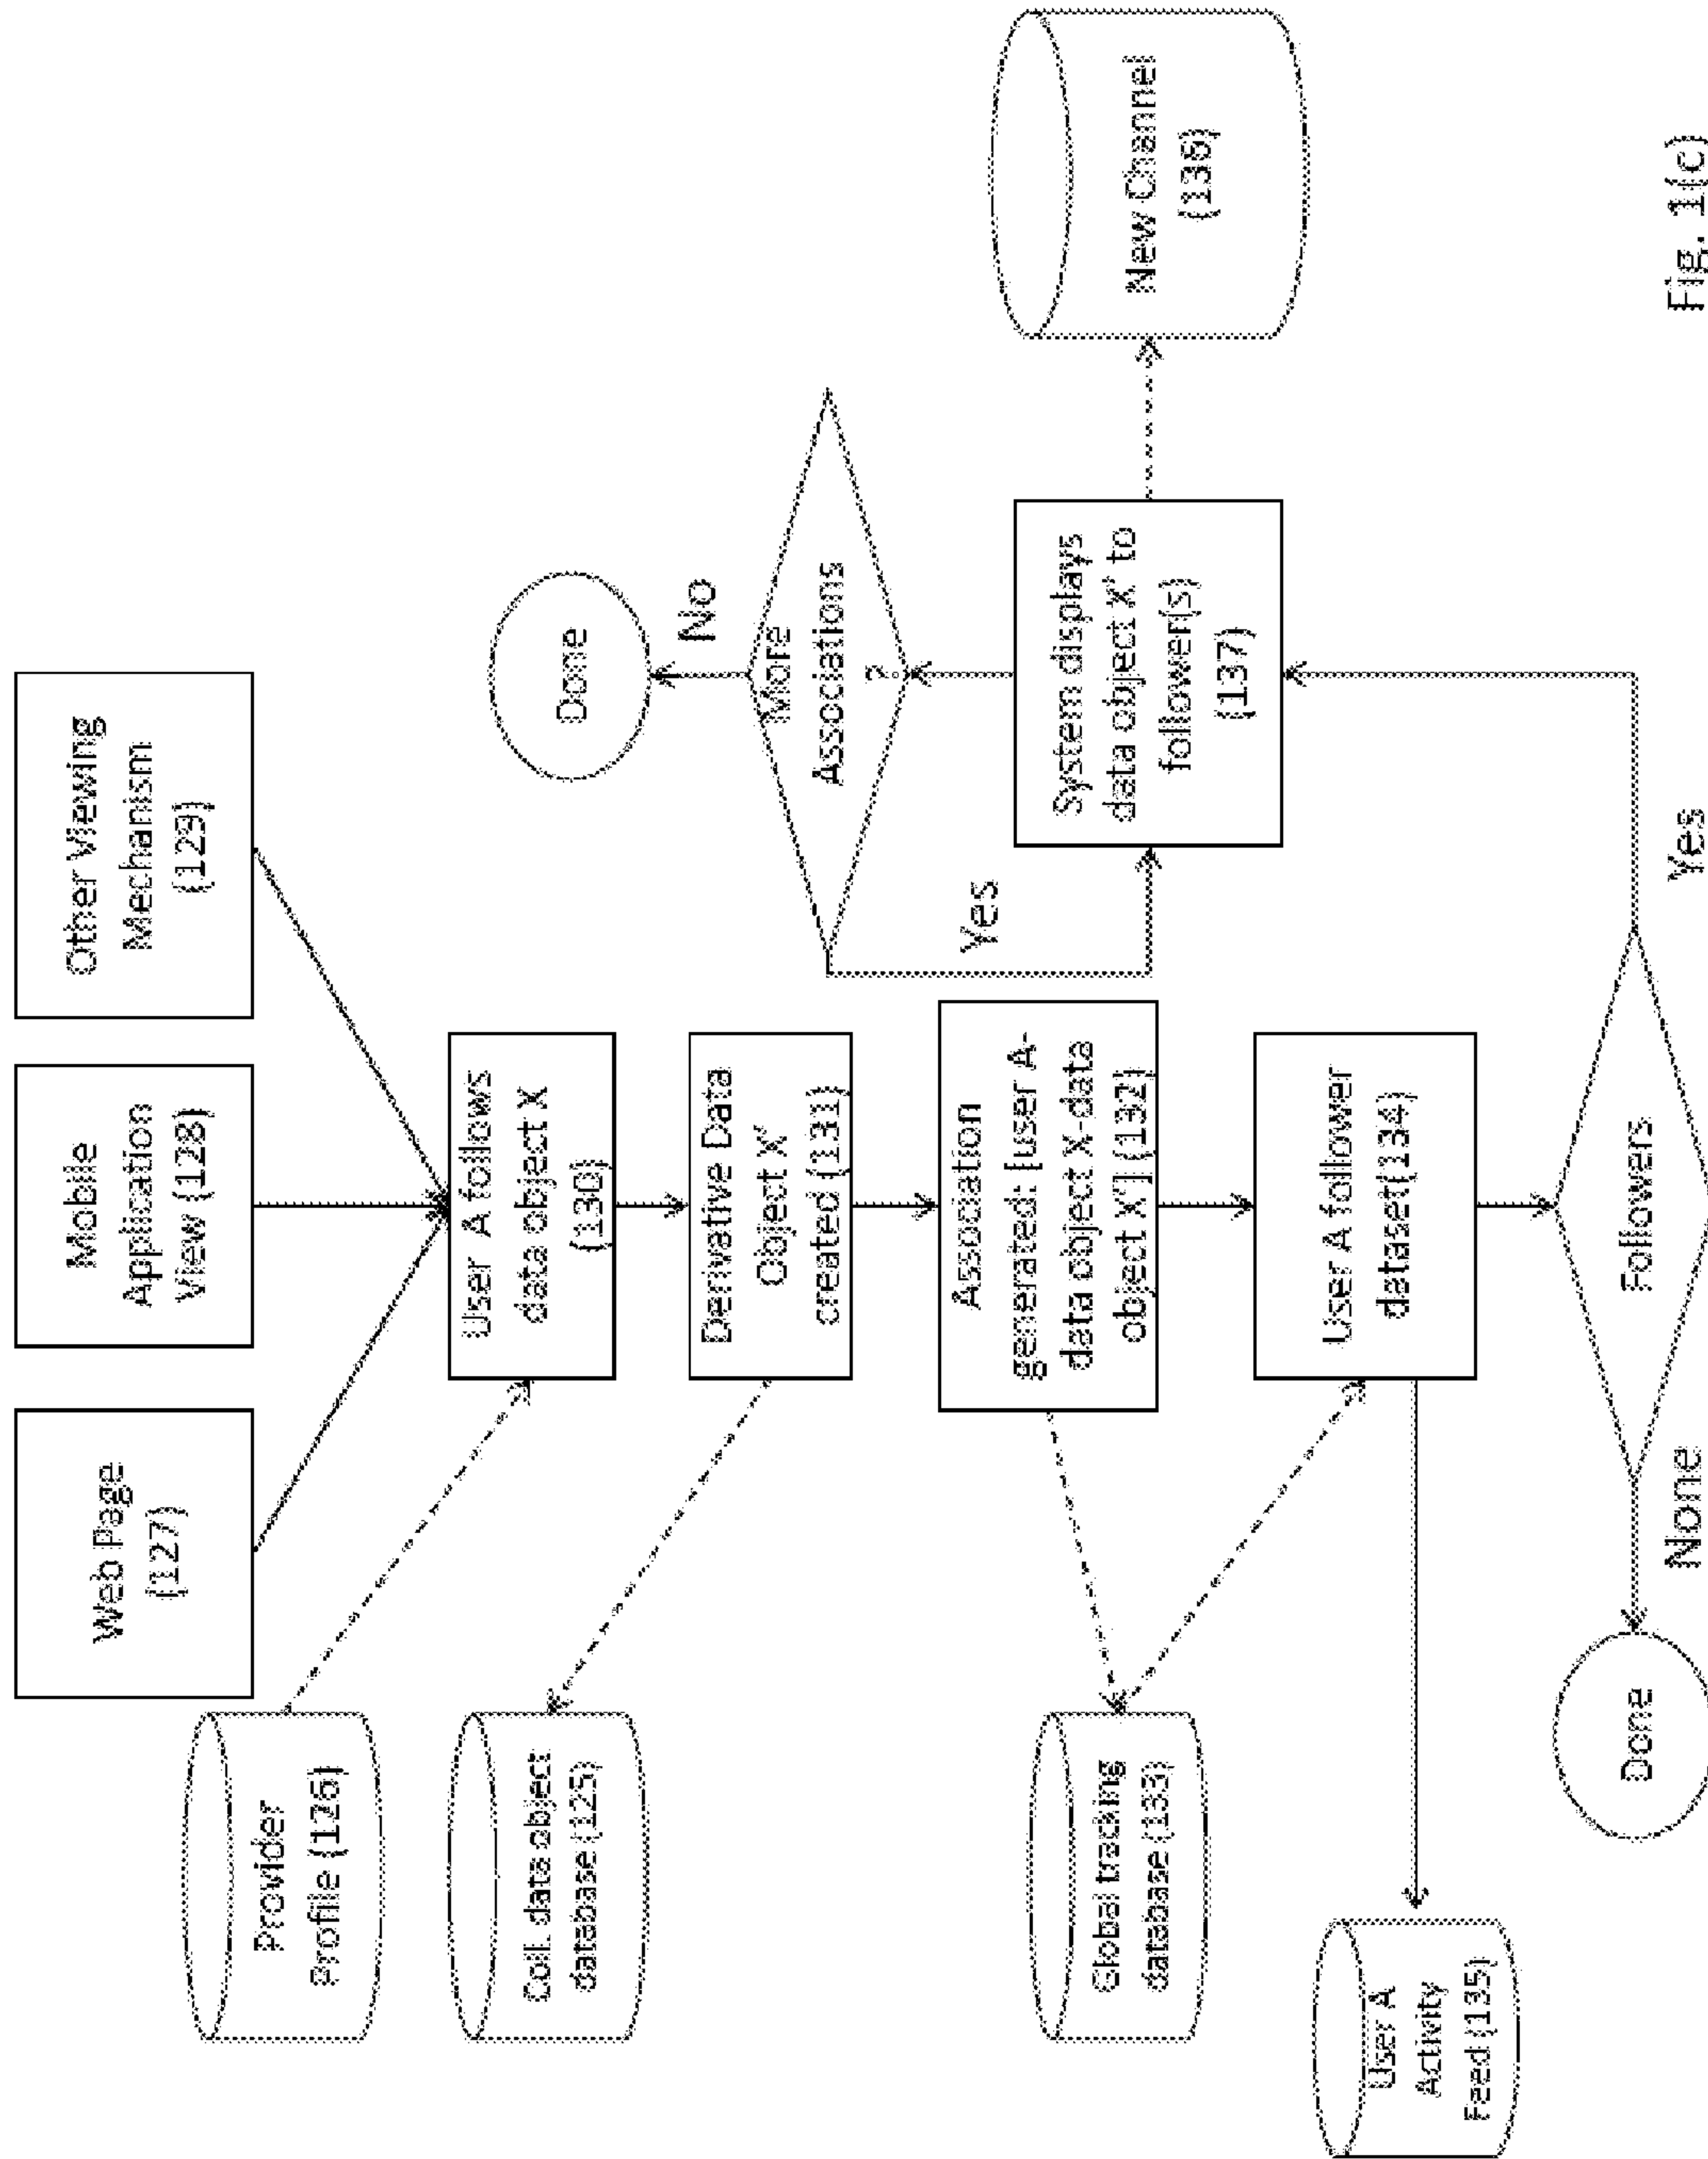 Web Page
(127)
Mobile
Application
View (128)
Other Viewing
Mechanism
(129)
Provider
Profile (126)
User A follows
data object X
(130)
Coll. data object
database (125)
Derivative Data
Object X'
created (131)
Association
generated: [user A-
data object X-data
object X'] (132)
Global tracking
database (133)
User A follower
dataset(134)
User A
Activity
Feed (135)
Followers
None
Done
Yes
System displays
data object X' to
follower(s)
(137)
More
Associations
?
Yes
No
Done
New Channel
(136)
Fig. 1(c)